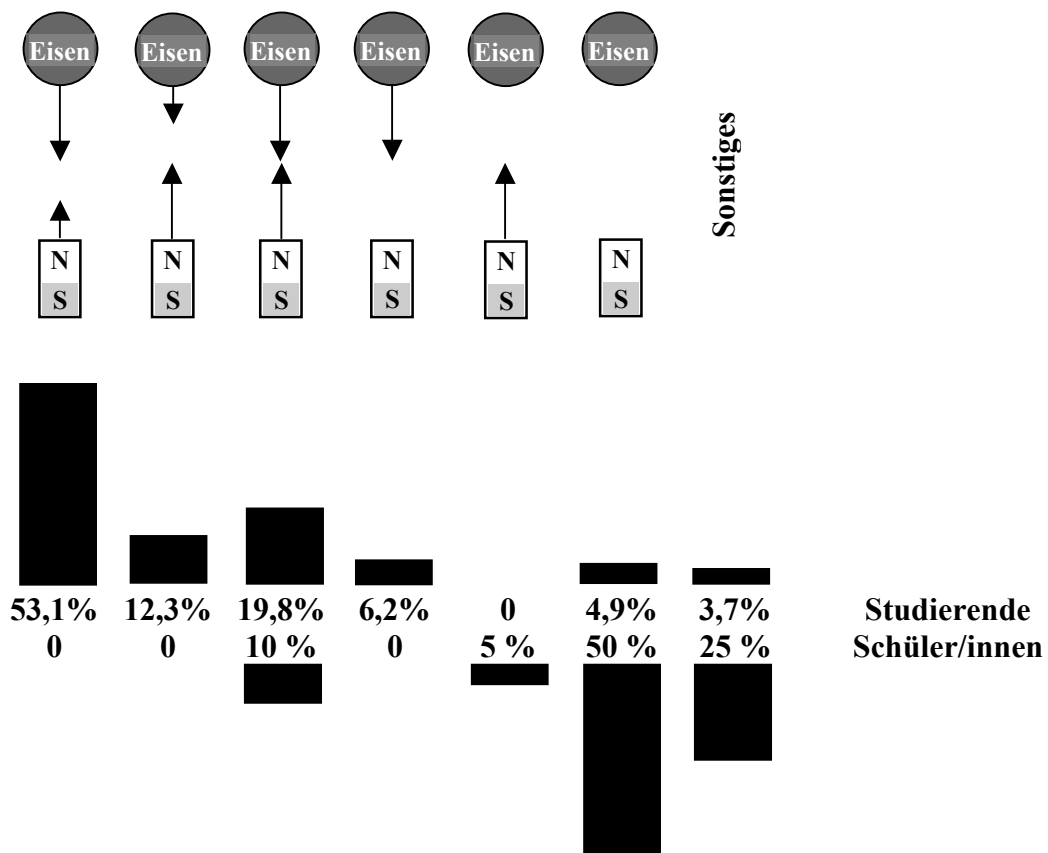 Eisen Eisen Eisen Eisen Eisen Eisen
Sonstiges
N N N N N N
S S S S S S
53,1% 12,3% 19,8% 6,2% 0 4,9% 3,7% Studierende
0 0 10 % 0 5 % 50 % 25 % Schüler/innen